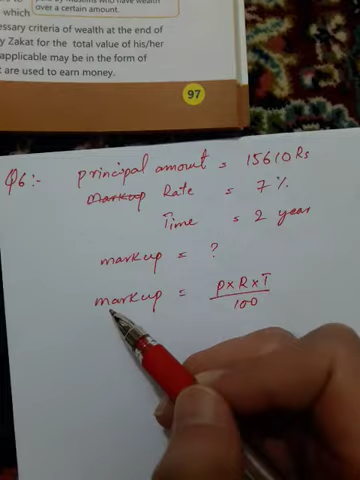 which
over a certain amount.
essary criteria of wealth at the end of
y Zakat for the total value of his/her
applicable may be in the form of
t are used to earn money.
97
Q6:- principal amount = 15610 Rs
Markup Rate = 7%
Time = 2 year
markup = ?
markup = P×R×T
100